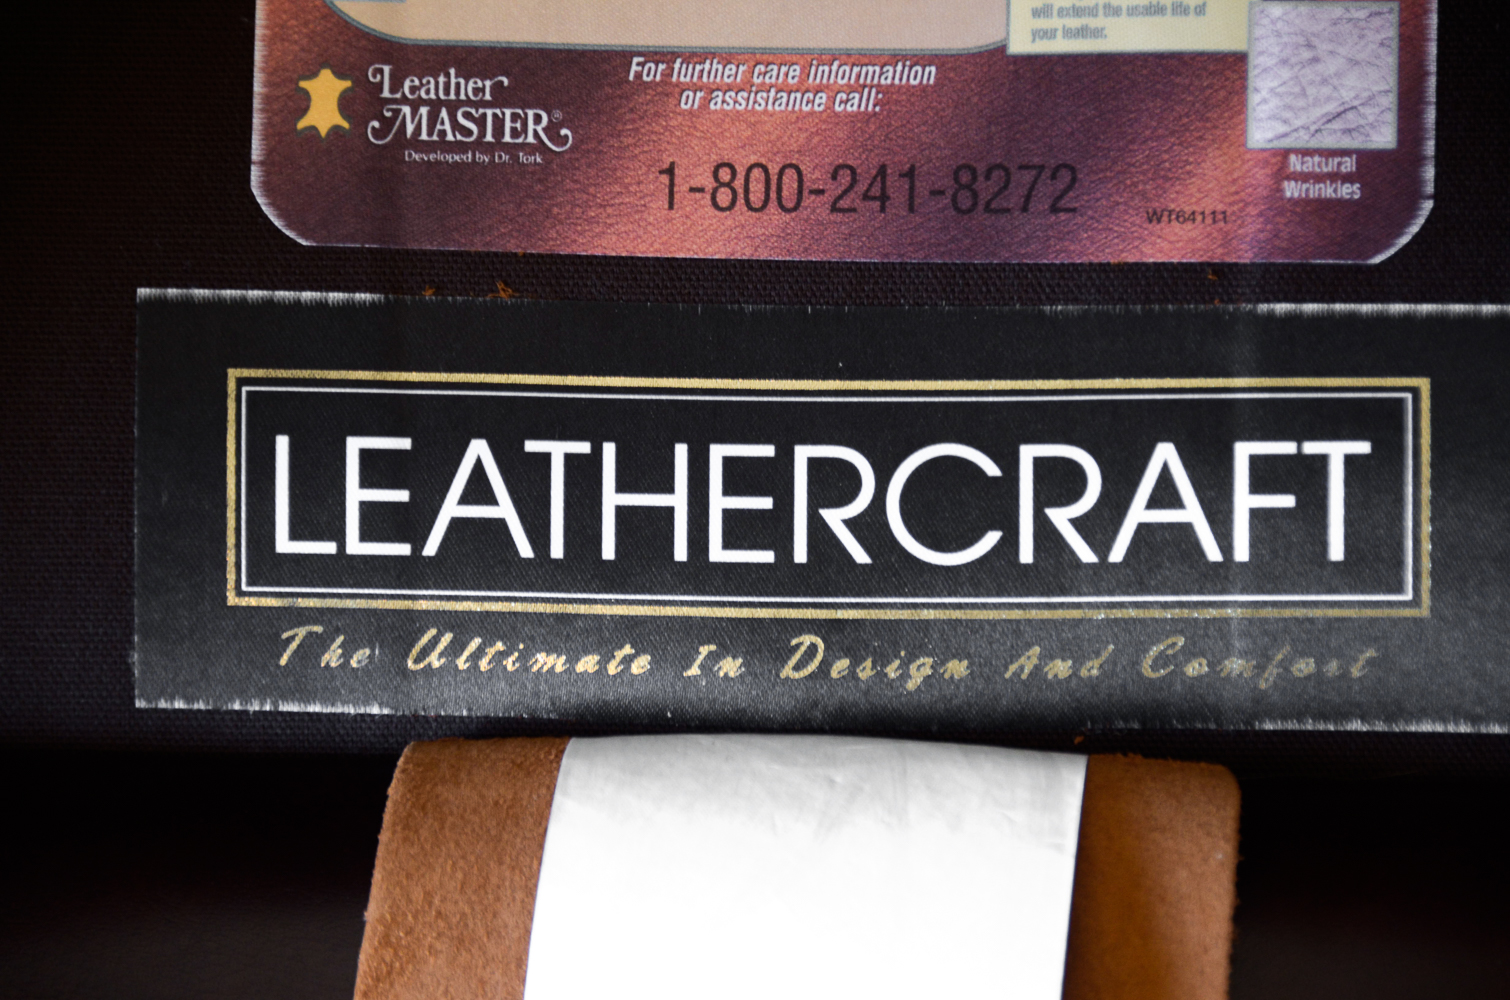 will extend the usable life of
your leather.
For further care information
or assistance call:
Leather
MASTER®
Developed by Dr. Tork
1-800-241-8272
WT64111
Natural
Wrinkles
LEATHERCRAFT
The Ultimate In Design And Comfort